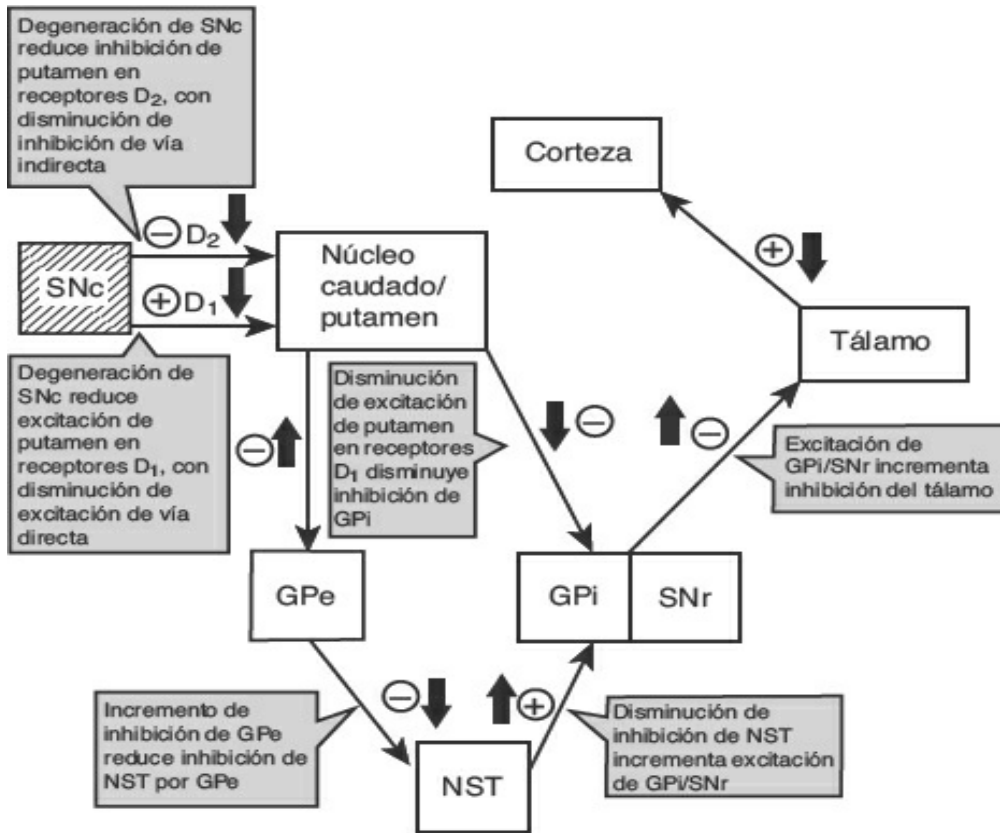 Degeneración de SNc
reduce inhibición de
putamen en
receptores D₂, con
disminución de
inhibición de vía
indirecta
Corteza
− D₂
SNc
+ D₁
Núcleo
caudado/
putamen
+
Tálamo
Degeneración de
SNc reduce
excitación de
putamen en
receptores D₁, con
disminución de
excitación de vía
directa
−
Disminución
de excitación
de putamen
en receptores
D₁ disminuye
inhibición de
GPi
−
−
Excitación de
GPi/SNr incrementa
inhibición del tálamo
GPe
GPi
SNr
Incremento de
inhibición de GPe
reduce inhibición de
NST por GPe
−
+
Disminución de
inhibición de NST
incrementa excitación
de GPi/SNr
NST